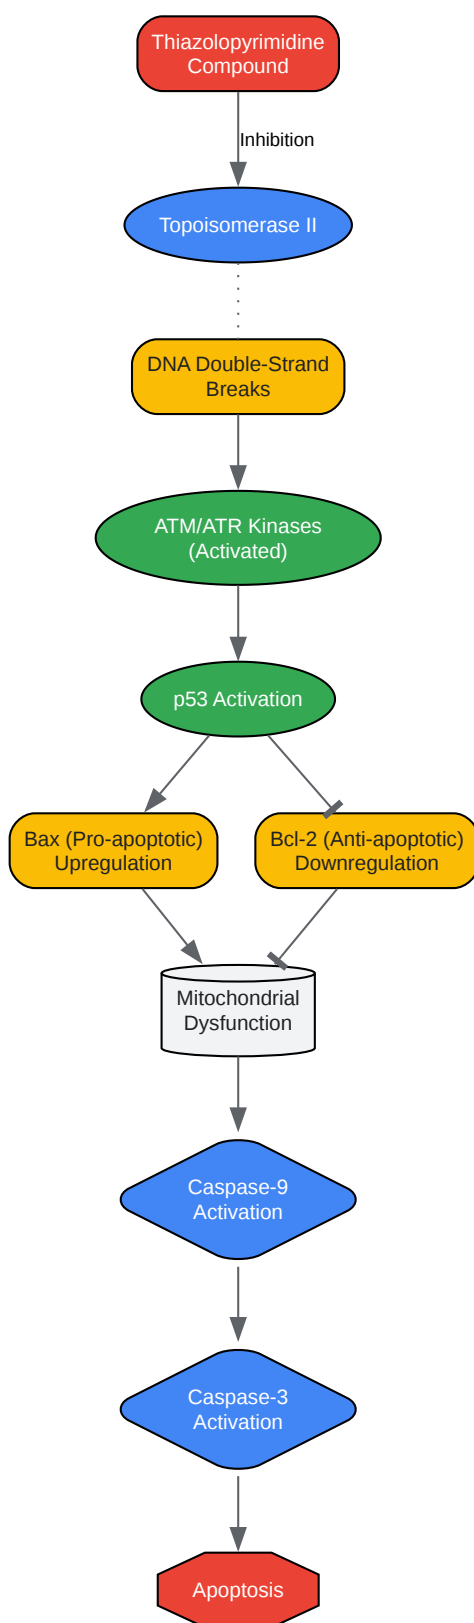 Thiazolopyrimidine
Compound
Inhibition
Topoisomerase II
DNA Double-Strand
Breaks
ATM/ATR Kinases
(Activated)
p53 Activation
Bax (Pro-apoptotic)
Upregulation
Bcl-2 (Anti-apoptotic)
Downregulation
Mitochondrial
Dysfunction
Caspase-9
Activation
Caspase-3
Activation
Apoptosis